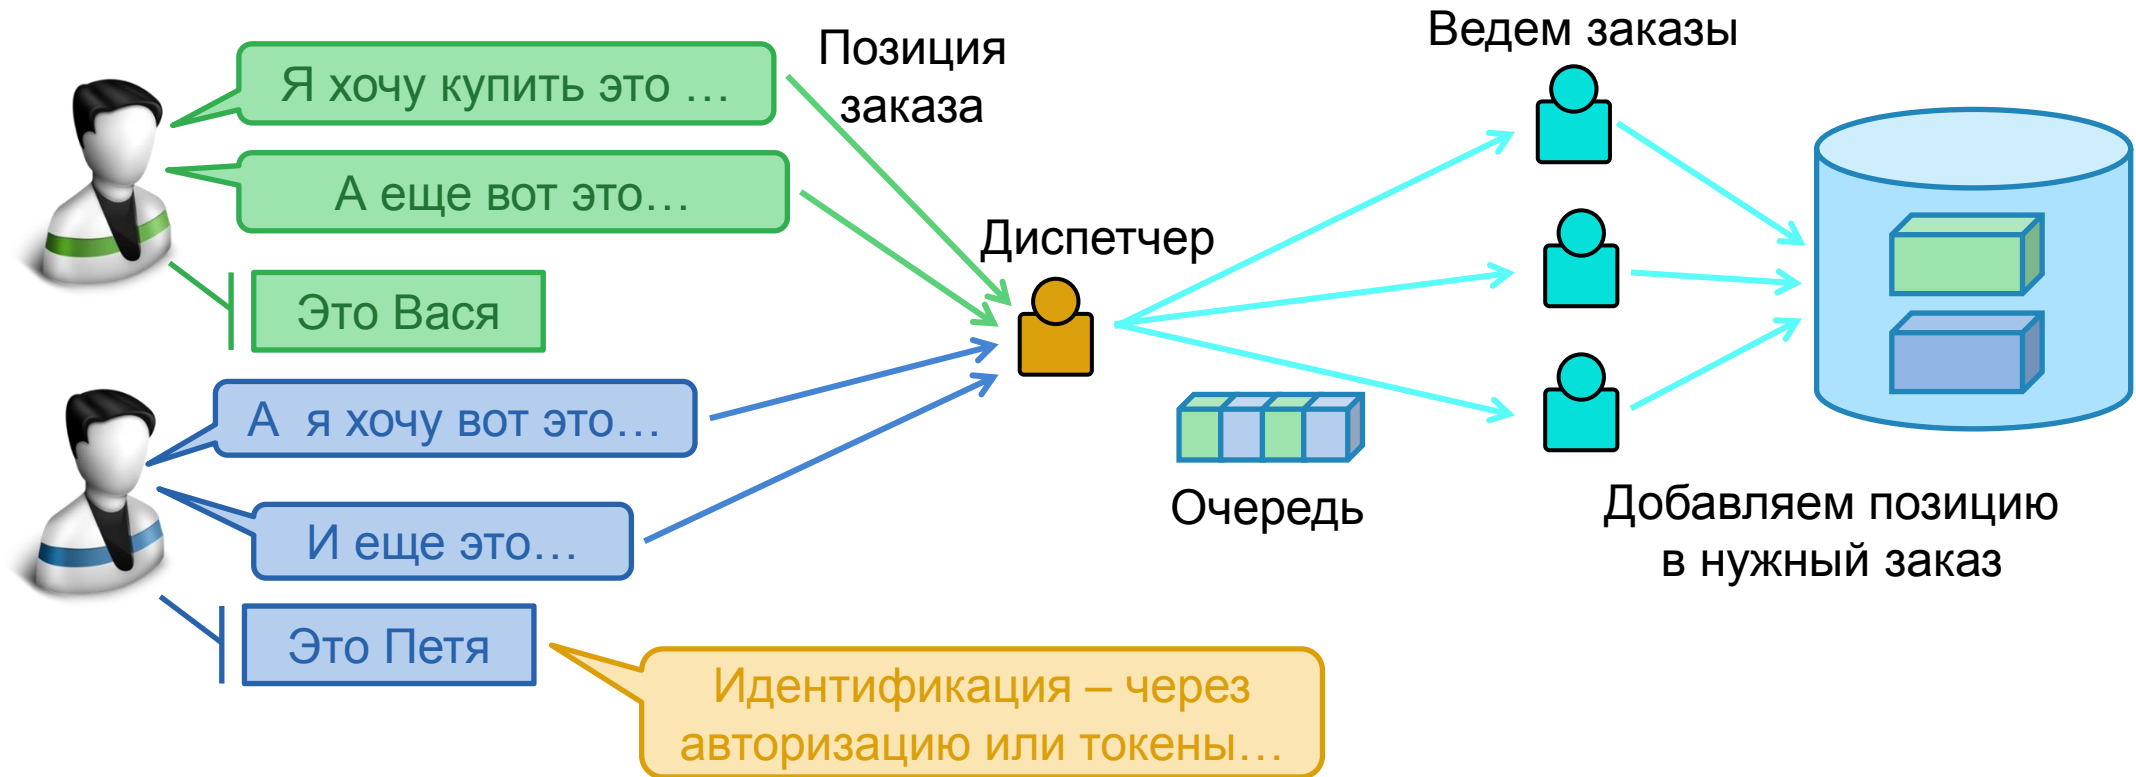 Я хочу купить это …
А еще вот это…
Это Вася
Позиция
заказа
А  я хочу вот это…
И еще это…
Это Петя
Идентификация – через
авторизацию или токены…
Диспетчер
Очередь
Ведем заказы
Добавляем позицию
в нужный заказ